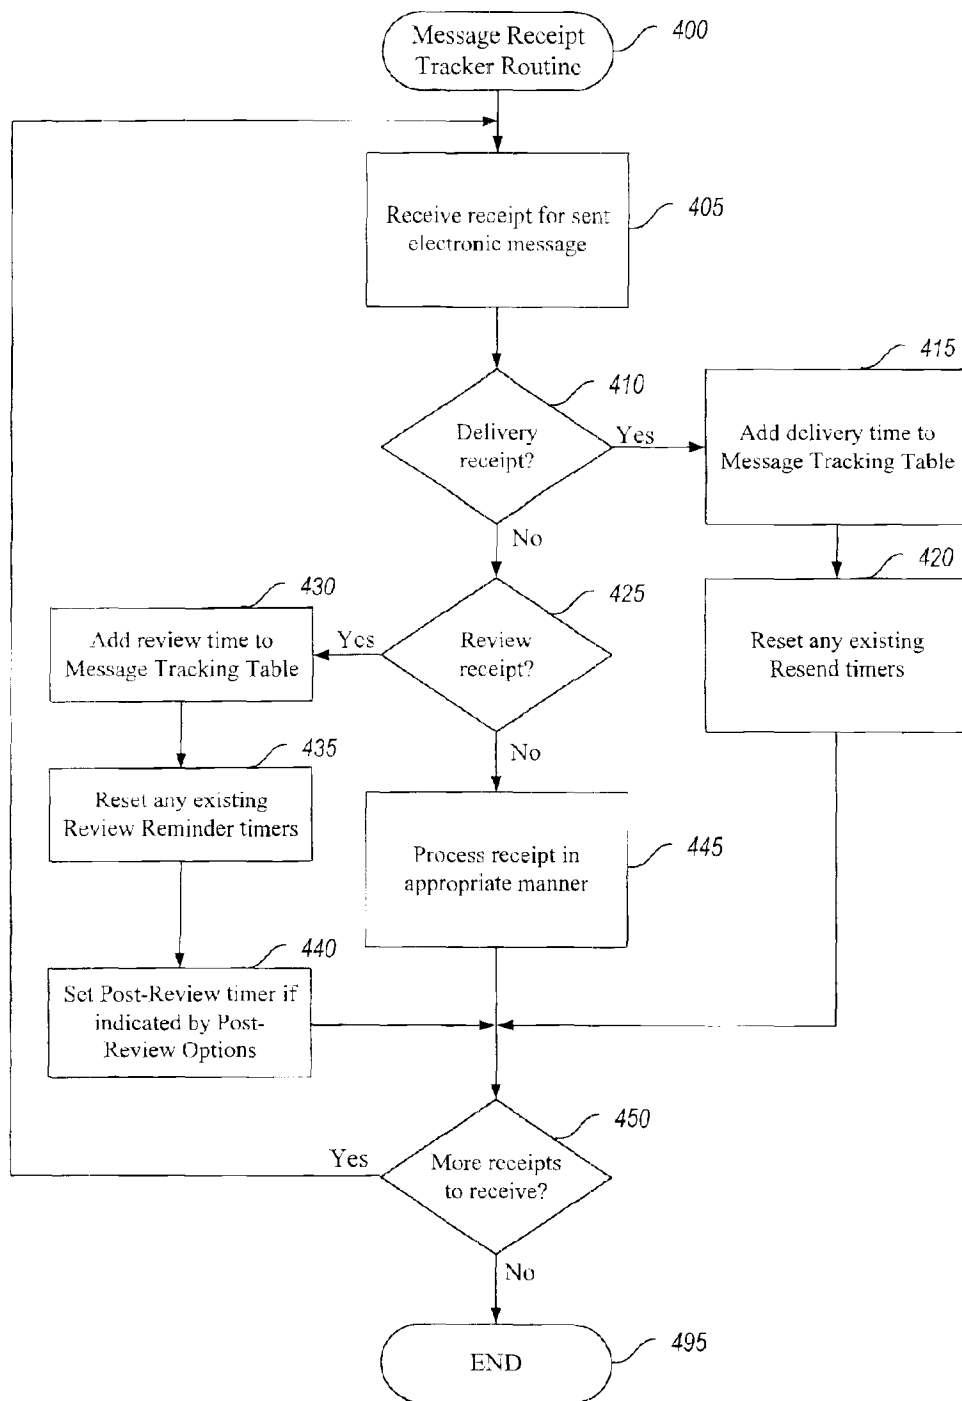 Message Receipt
Tracker Routine
400
Receive receipt for sent
electronic message
405
Delivery
receipt?
410
Yes
Add delivery time to
Message Tracking Table
415
No
Reset any existing
Resend timers
420
Review
receipt?
425
Yes
Add review time to
Message Tracking Table
430
No
Reset any existing
Review Reminder timers
435
Process receipt in
appropriate manner
445
Set Post-Review timer if
indicated by Post-
Review Options
440
More receipts
to receive?
450
Yes
No
END
495